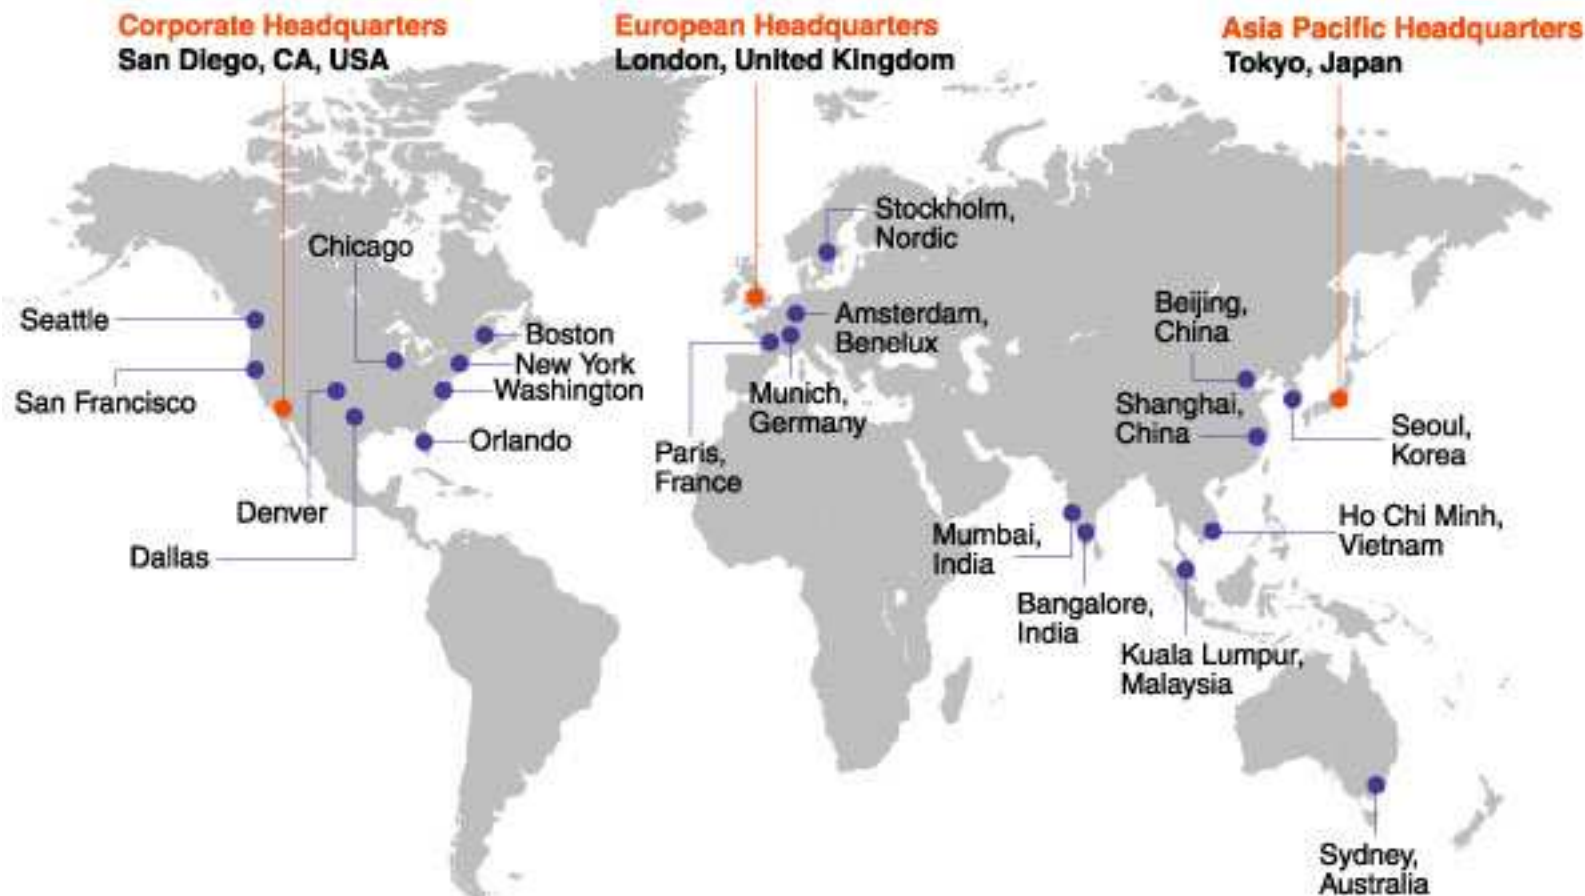 Corporate Headquarters
San Diego, CA, USA
European Headquarters
London, United Kingdom
Asia Pacific Headquarters
Tokyo, Japan
Stockholm,
Nordic
Chicago
Seattle
Boston
New York
Washington
San Francisco
Orlando
Denver
Dallas
Amsterdam,
Benelux
Munich,
Germany
Paris,
France
Beijing,
China
Shanghai,
China
Seoul,
Korea
Mumbai,
India
Ho Chi Minh,
Vietnam
Bangalore,
India
Kuala Lumpur,
Malaysia
Sydney,
Australia